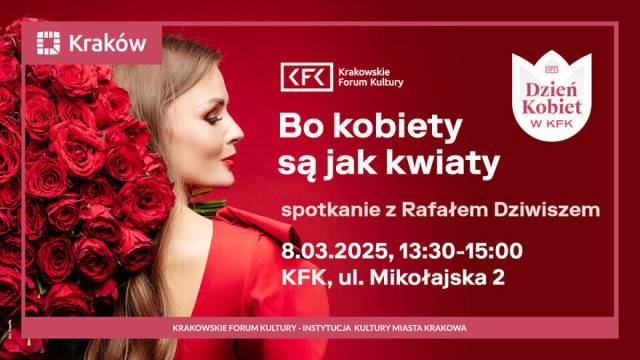 Kraków
KFK
Krakowskie
Forum Kultury
KFK
Dzień
Kobiet
W KFK
Bo kobiety
są jak kwiaty
spotkanie z Rafałem Dziwiszem
8.03.2025, 13:30-15:00
KFK, ul. Mikołajska 2
KRAKOWSKIE FORUM KULTURY - INSTYTUCJA KULTURY MIASTA KRAKOWA